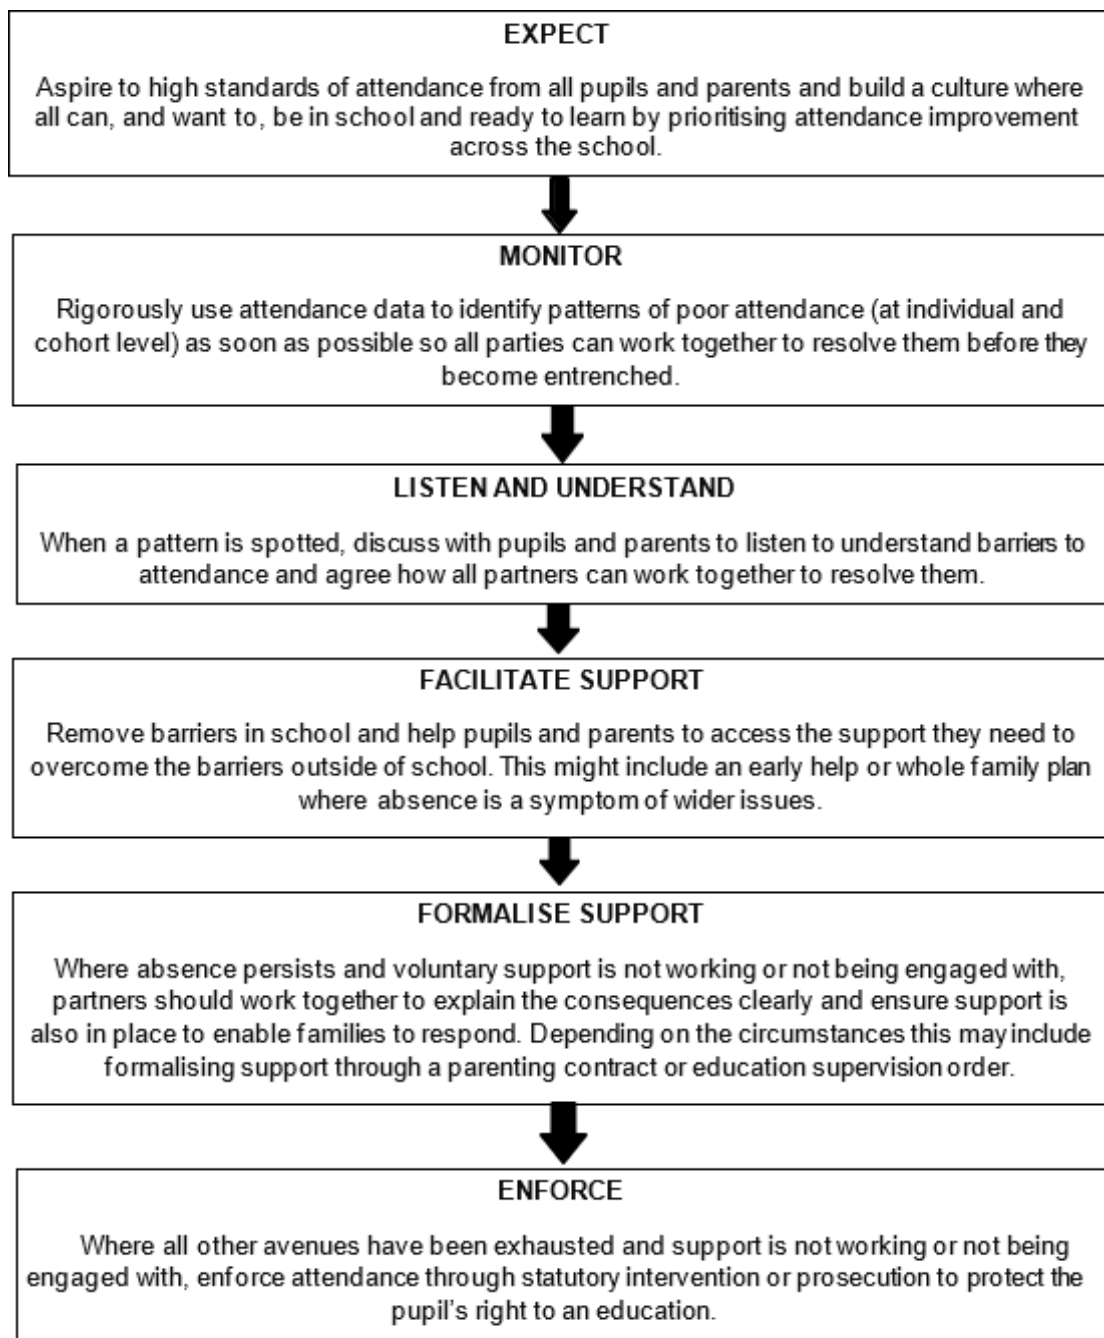 EXPECT
Aspire to high standards of attendance from all pupils and parents and build a culture where
all can, and want to, be in school and ready to learn by prioritising attendance improvement
across the school.
MONITOR
Rigorously use attendance data to identify patterns of poor attendance (at individual and
cohort level) as soon as possible so all parties can work together to resolve them before they
become entrenched.
LISTEN AND UNDERSTAND
When a pattern is spotted, discuss with pupils and parents to listen to understand barriers to
attendance and agree how all partners can work together to resolve them.
FACILITATE SUPPORT
Remove barriers in school and help pupils and parents to access the support they need to
overcome the barriers outside of school. This might include an early help or whole family plan
where absence is a symptom of wider issues.
FORMALISE SUPPORT
Where absence persists and voluntary support is not working or not being engaged with,
partners should work together to explain the consequences clearly and ensure support is
also in place to enable families to respond. Depending on the circumstances this may include
formalising support through a parenting contract or education supervision order.
ENFORCE
Where all other avenues have been exhausted and support is not working or not being
engaged with, enforce attendance through statutory intervention or prosecution to protect the
pupil's right to an education.